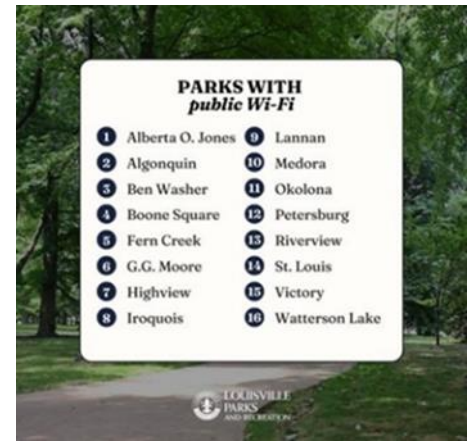 PARKS WITH
public Wi-Fi
1 Alberta O. Jones
2 Algonquin
3 Ben Washer
4 Boone Square
5 Fern Creek
6 G.G. Moore
7 Highview
8 Iroquois
9 Lannan
10 Medora
11 Okolona
12 Petersburg
13 Riverview
14 St. Louis
15 Victory
16 Watterson Lake
LOUISVILLE
PARKS
AND RECREATION